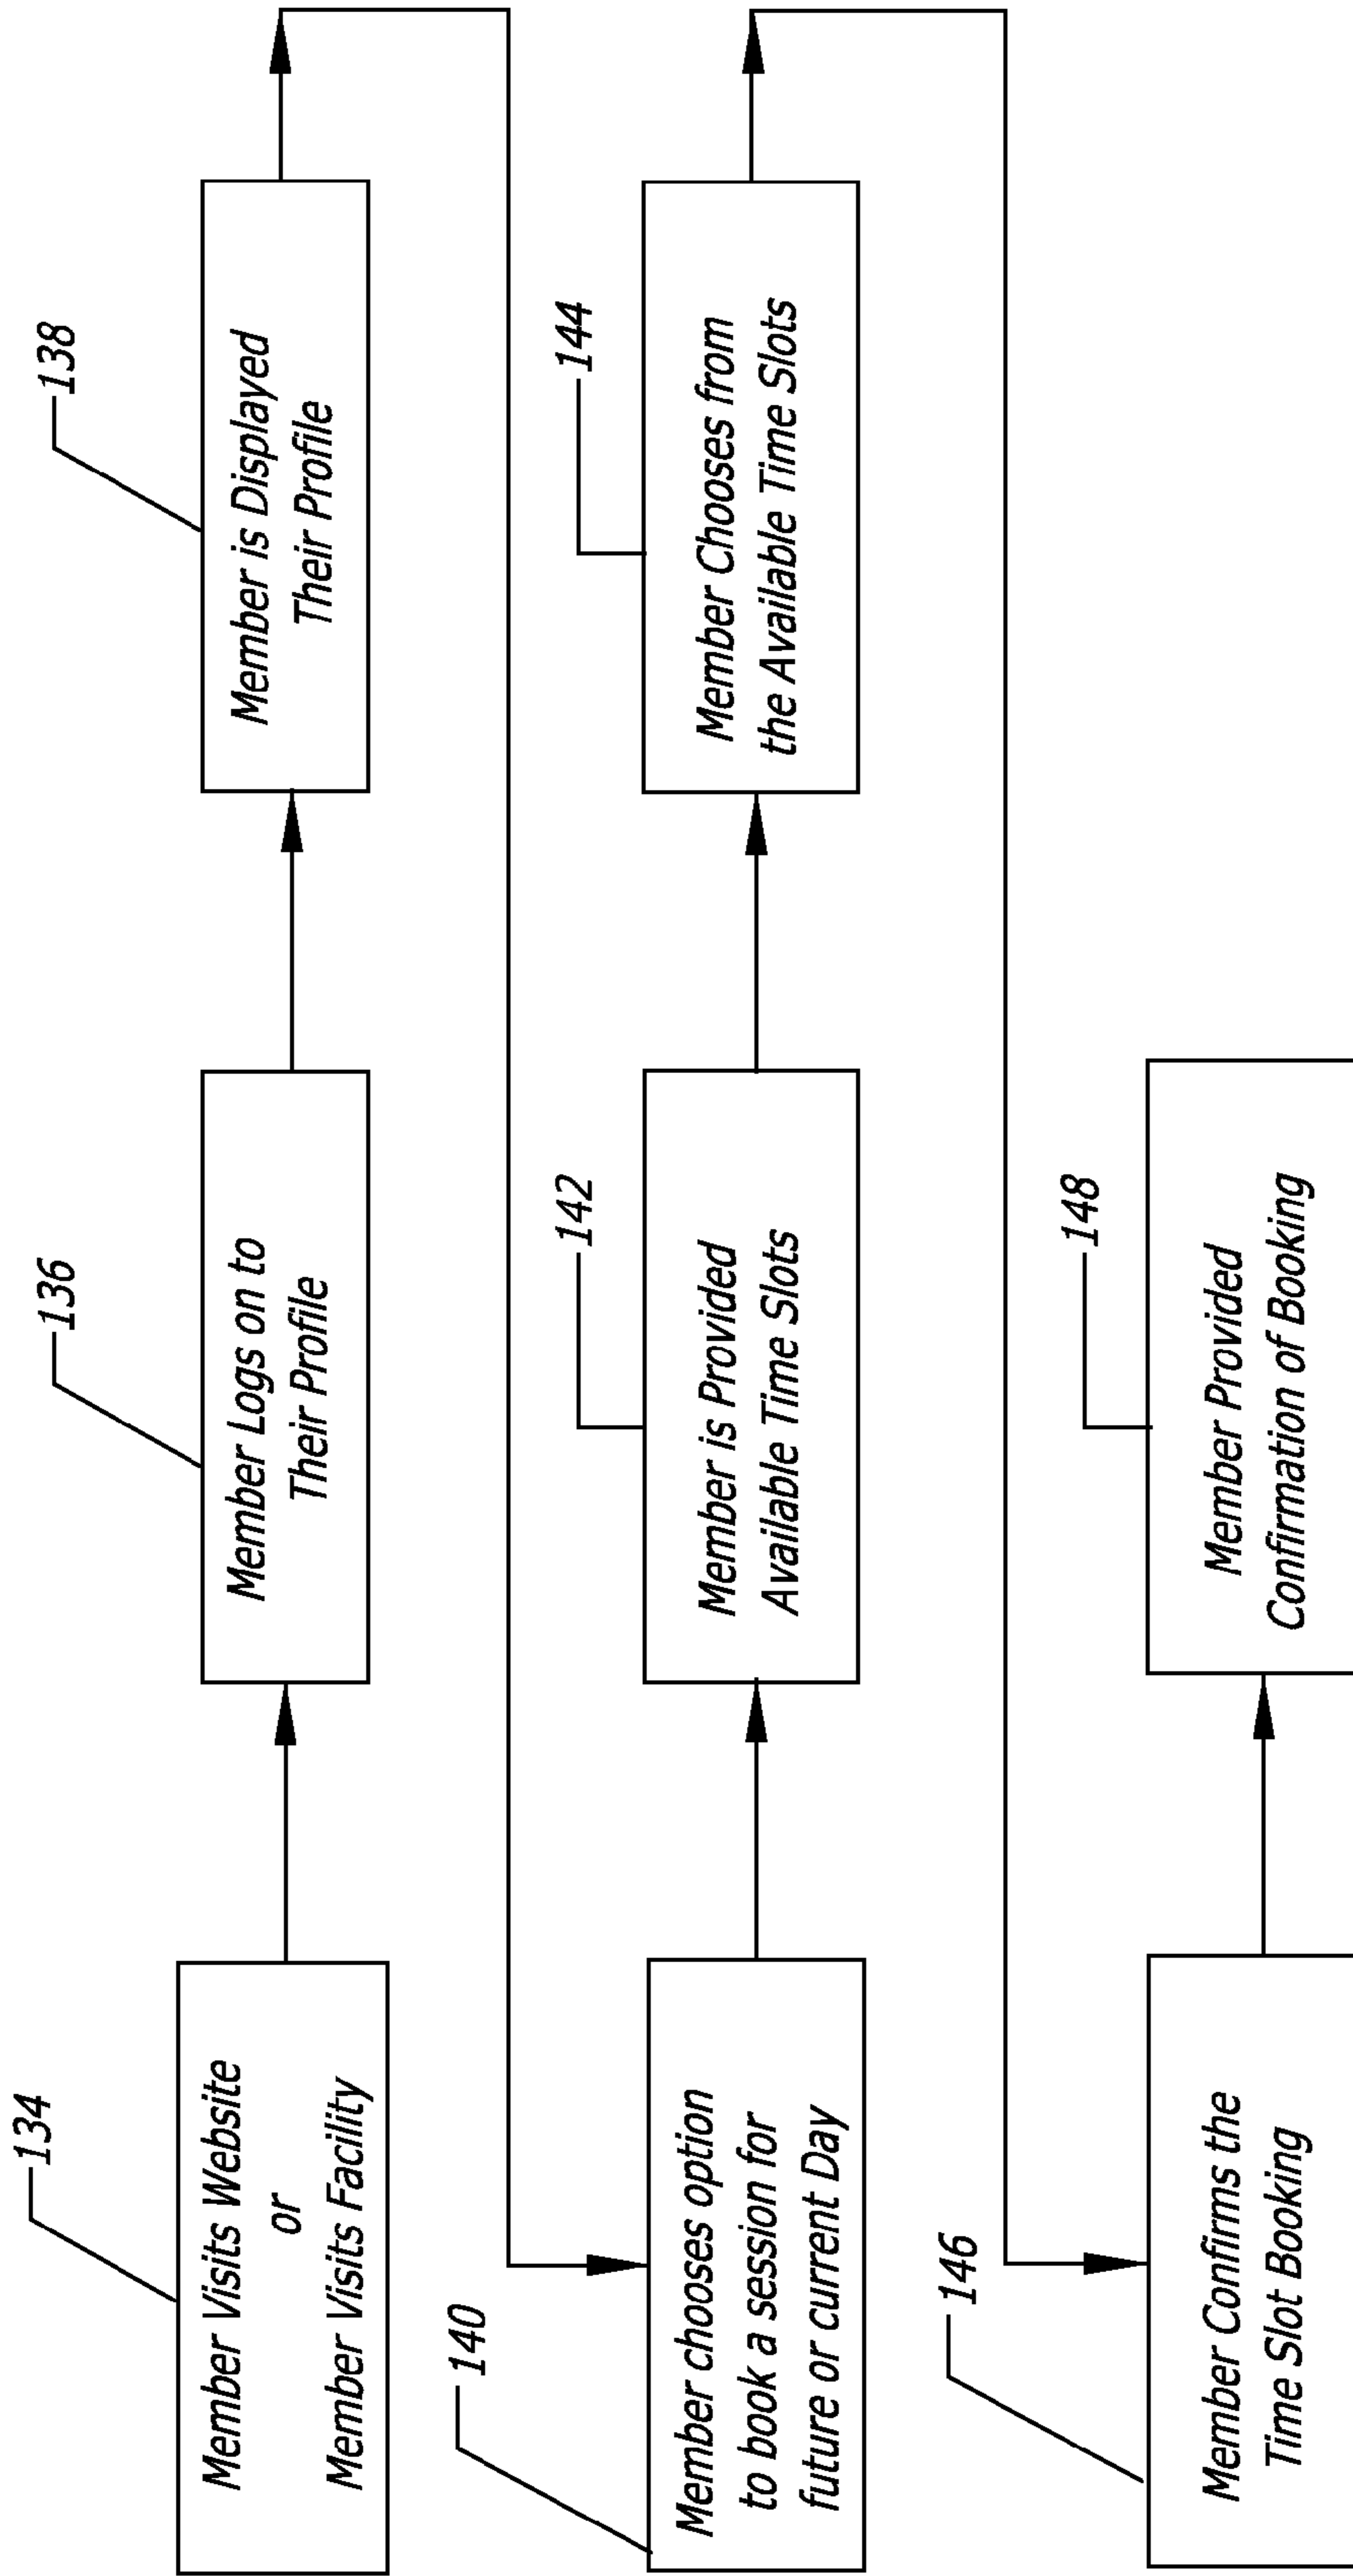 134
Member Visits Website
or
Member Visits Facility
136
Member Logs on to
Their Profile
138
Member is Displayed
Their Profile
140
Member chooses option
to book a session for
future or current Day
142
Member is Provided
Available Time Slots
144
Member Chooses from
the Available Time Slots
146
Member Confirms the
Time Slot Booking
148
Member Provided
Confirmation of Booking